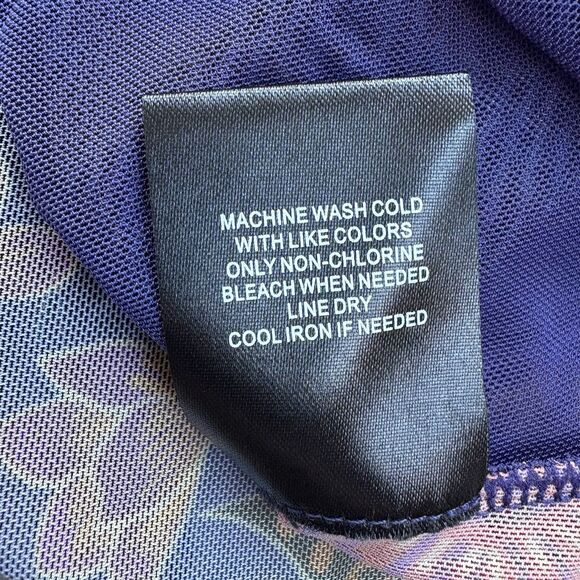 MACHINE WASH COLD
WITH LIKE COLORS
ONLY NON-CHLORINE
BLEACH WHEN NEEDED
LINE DRY
COOL IRON IF NEEDED